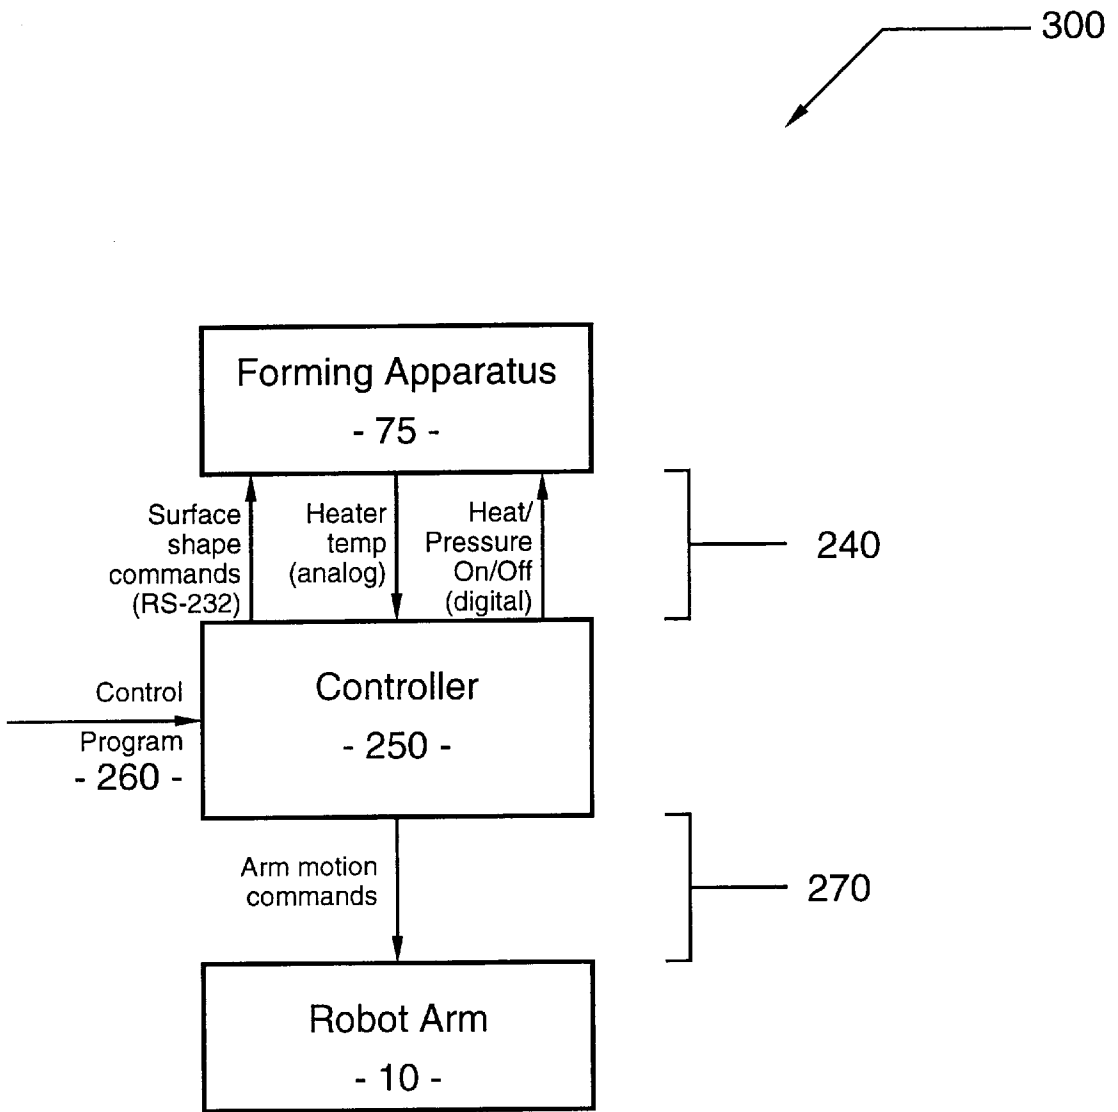 300
Forming Apparatus
- 75 -
Surface
shape
commands
(RS-232)
Heater
temp
(analog)
Heat/
Pressure
On/Off
(digital)
240
Control
Program
- 260 -
Controller
- 250 -
Arm motion
commands
270
Robot Arm
- 10 -